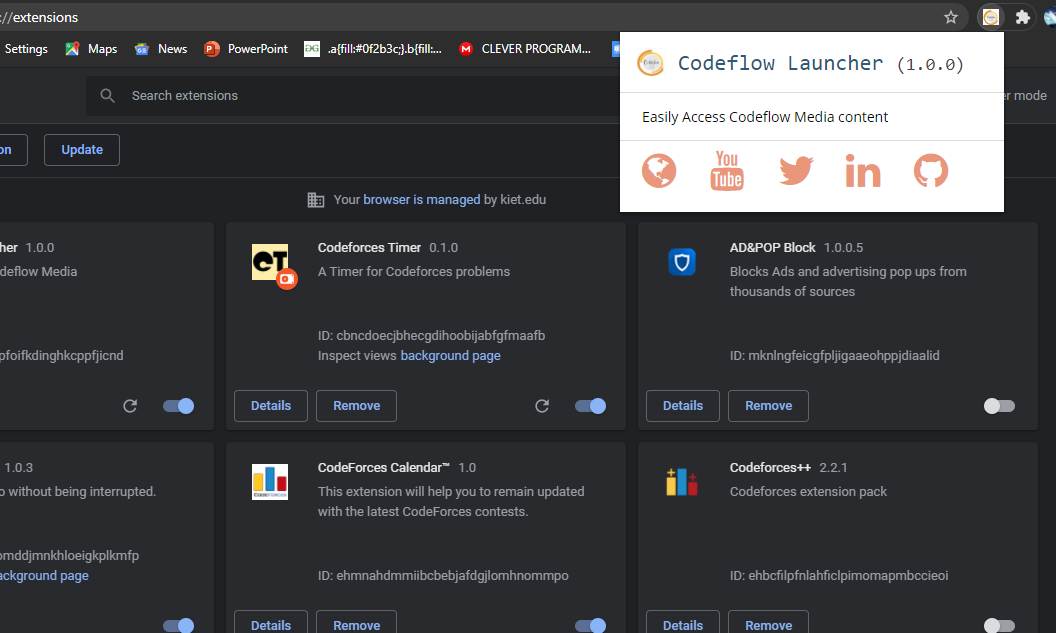 ://extensions
Settings
Maps
News
PowerPoint
.a{fill:#0f2b3c;}.b{fill:...
CLEVER PROGRAM...
Codeflow Launcher (1.0.0)
Search extensions
er mode
Easily Access Codeflow Media content
on
Update
You
Tube
in
Your browser is managed by kiet.edu
her 1.0.0
deflow Media
pfoifkdinghkcppfjicnd
CT
Codeforces Timer 0.1.0
A Timer for Codeforces problems
ID: cbncdoecjbhecgdihoobijabfgfmaafb
Inspect views background page
Details
Remove
AD&POP Block 1.0.0.5
Blocks Ads and advertising pop ups from
thousands of sources
ID: mknlngfeicgfpljigaaeohppjdiaalid
Details
Remove
1.0.3
o without being interrupted.
omddjmnkhloeigkplkmfp
ackground page
CodeForces Calendar™ 1.0
This extension will help you to remain updated
with the latest CodeForces contests.
ID: ehmnahdmmiibcbebjafdgjlomhnommpo
Details
Remove
Codeforces++ 2.2.1
Codeforces extension pack
ID: ehbcfilpfnlahficlpimomapmbccieoi
Details
Remove